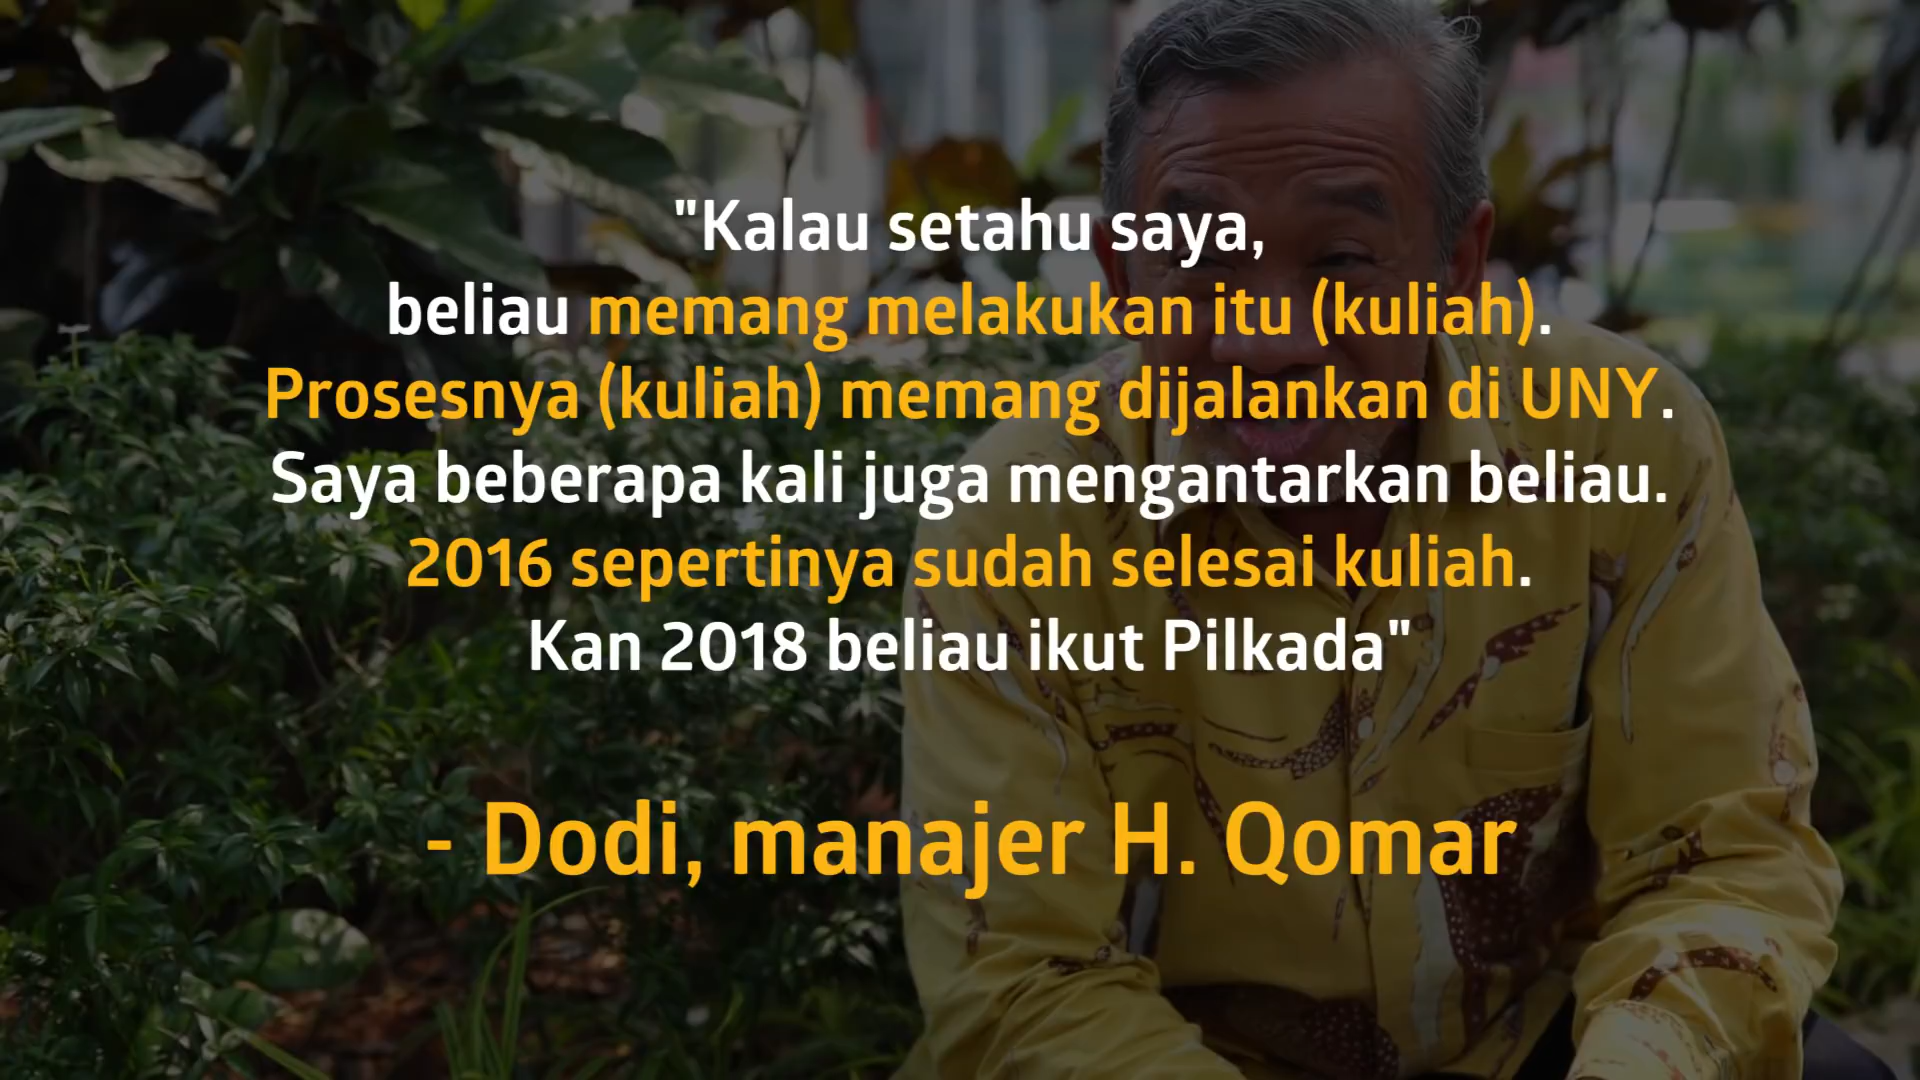 "Kalau setahu saya,
beliau memang melakukan itu (kuliah).
Prosesnya (kuliah) memang dijalankan di UNY.
Saya beberapa kali juga mengantarkan beliau.
2016 sepertinya sudah selesai kuliah.
Kan 2018 beliau ikut Pilkada"
- Dodi, manajer H. Qomar